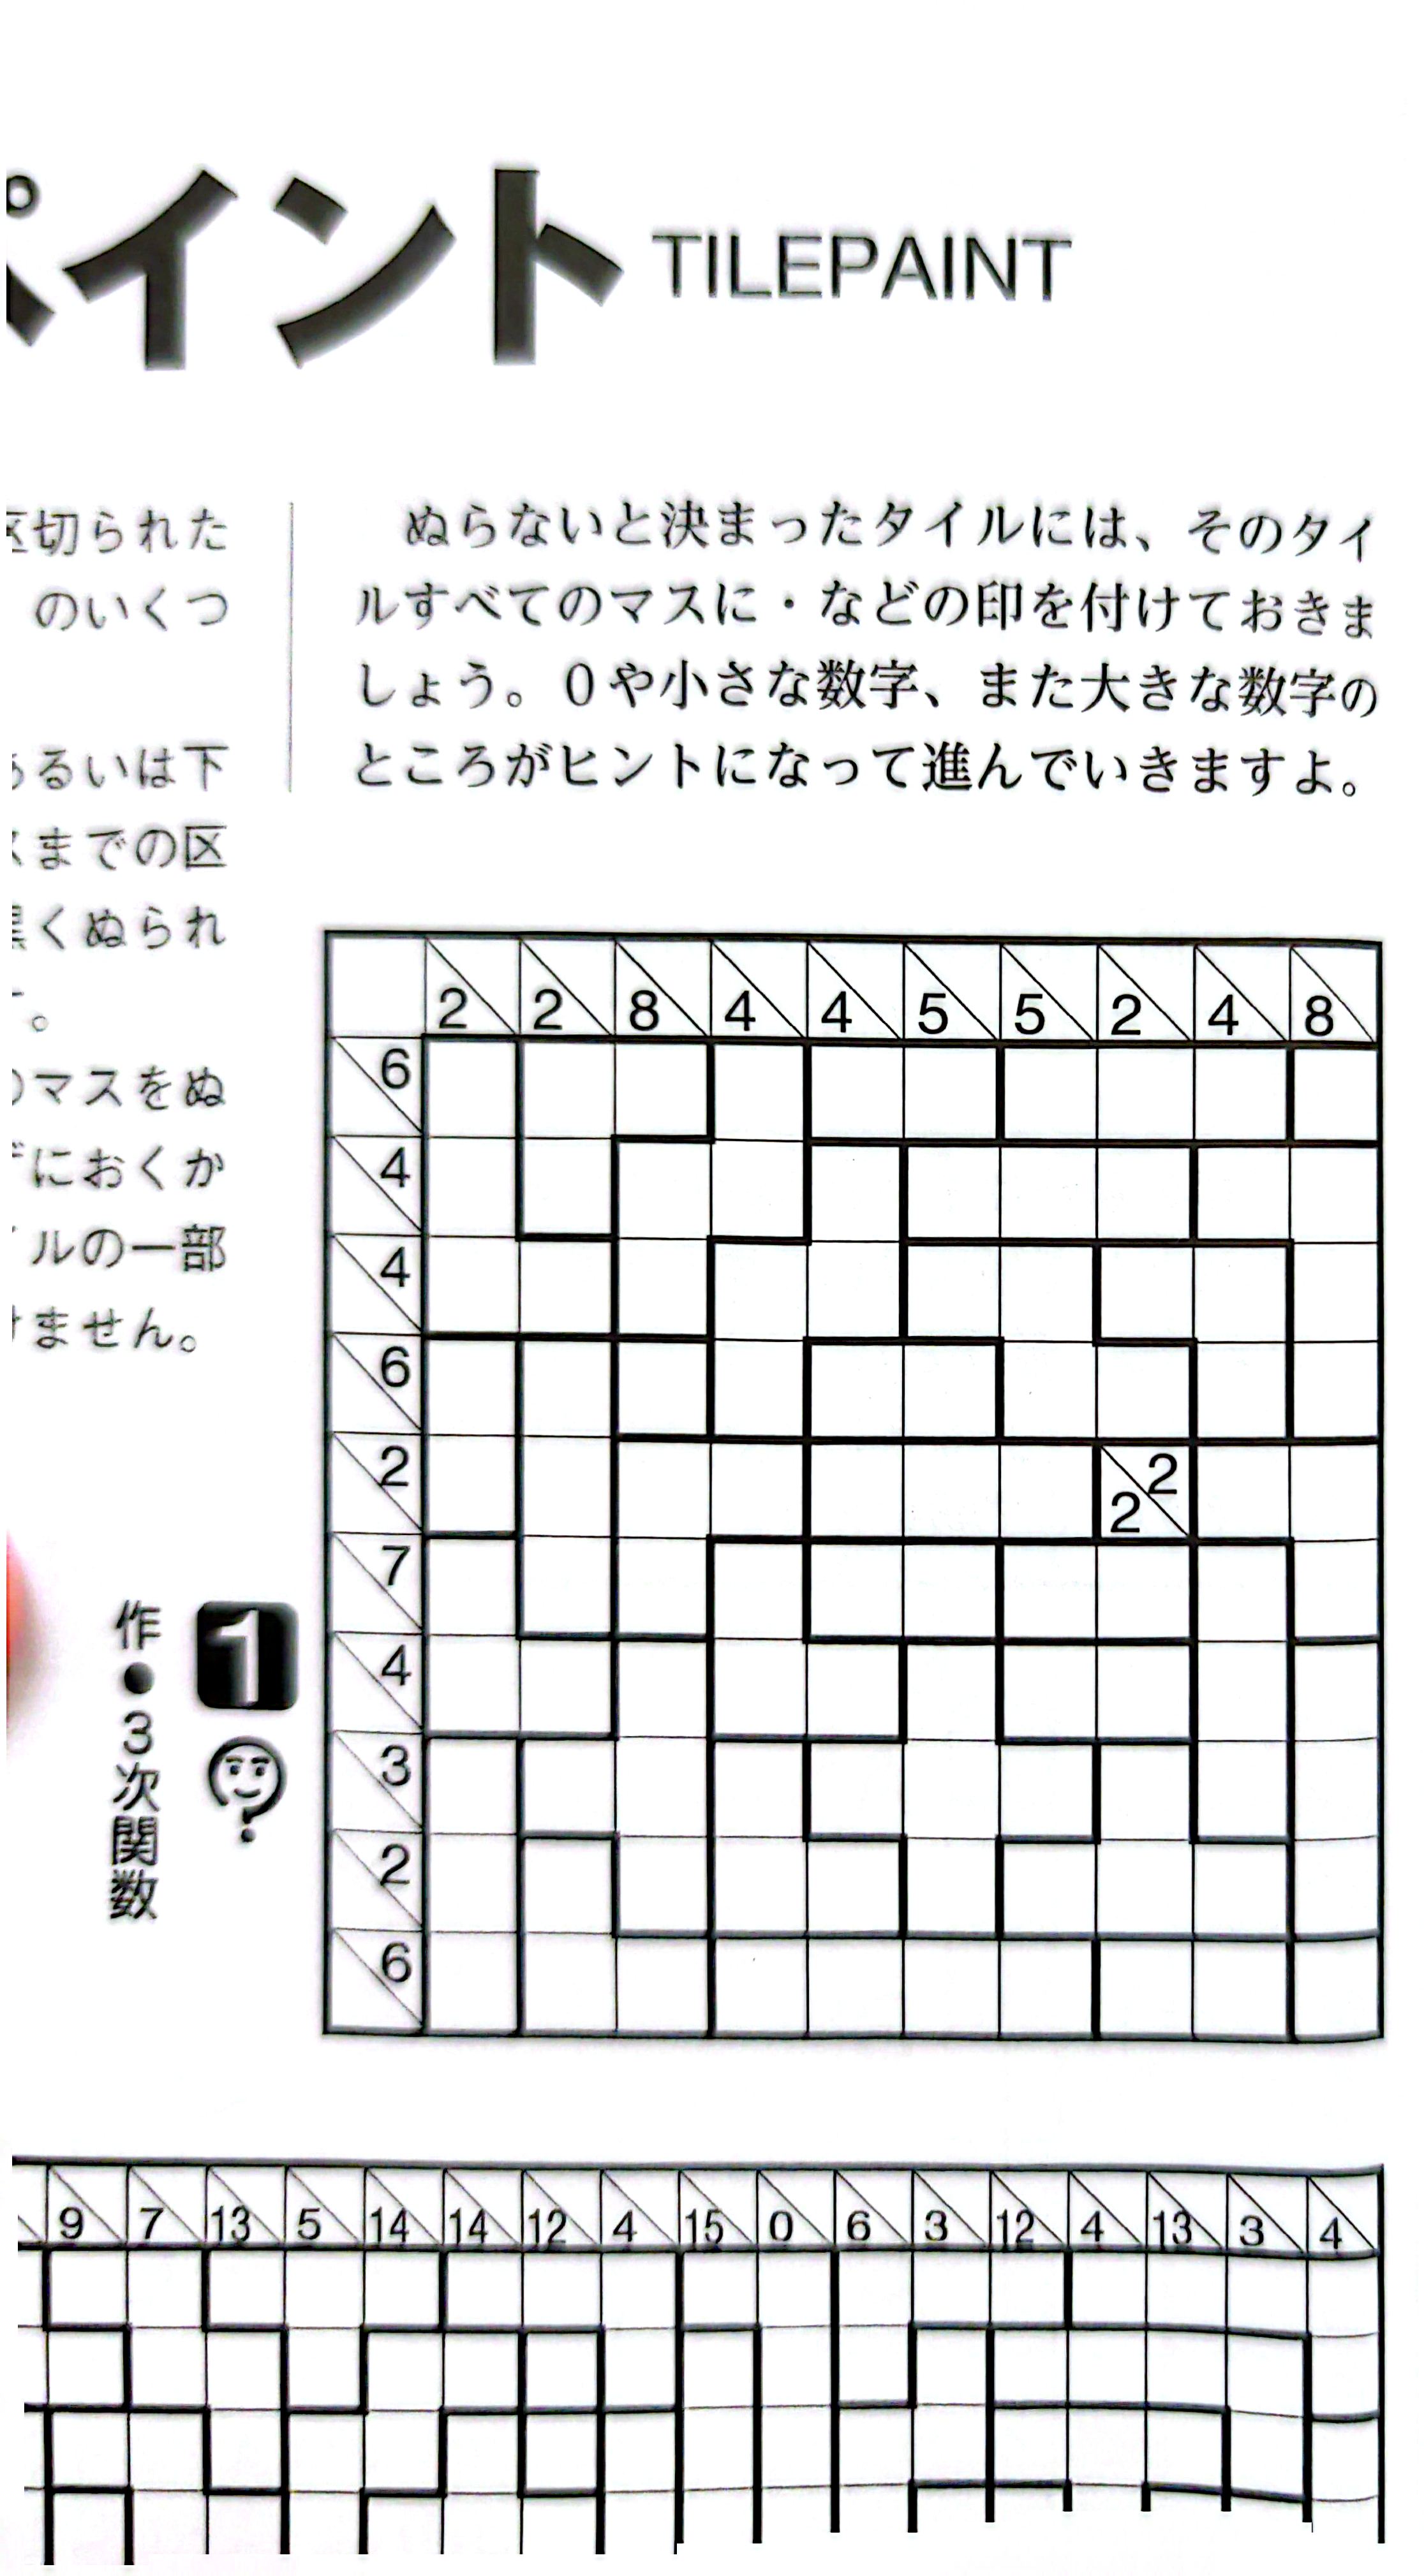 ペイント TILEPAINT
区切られた
のいくつ
あるいは下
スまでの区
黒くぬられ
す。
のマスをぬ
ずにおくか
イルの一部
けません。
ぬらないと決まったタイルには、そのタイ
ルすべてのマスに・などの印を付けておきま
しょう。0や小さな数字、また大きな数字の
ところがヒントになって進んでいきますよ。
2 2 8 4 4 5 5 2 4 8
6
4
4
6
2 2 2
7
4
3
2
6
1
作●3次関数
9 7 13 5 14 14 12 4 15 0 6 3 12 4 13 3 4